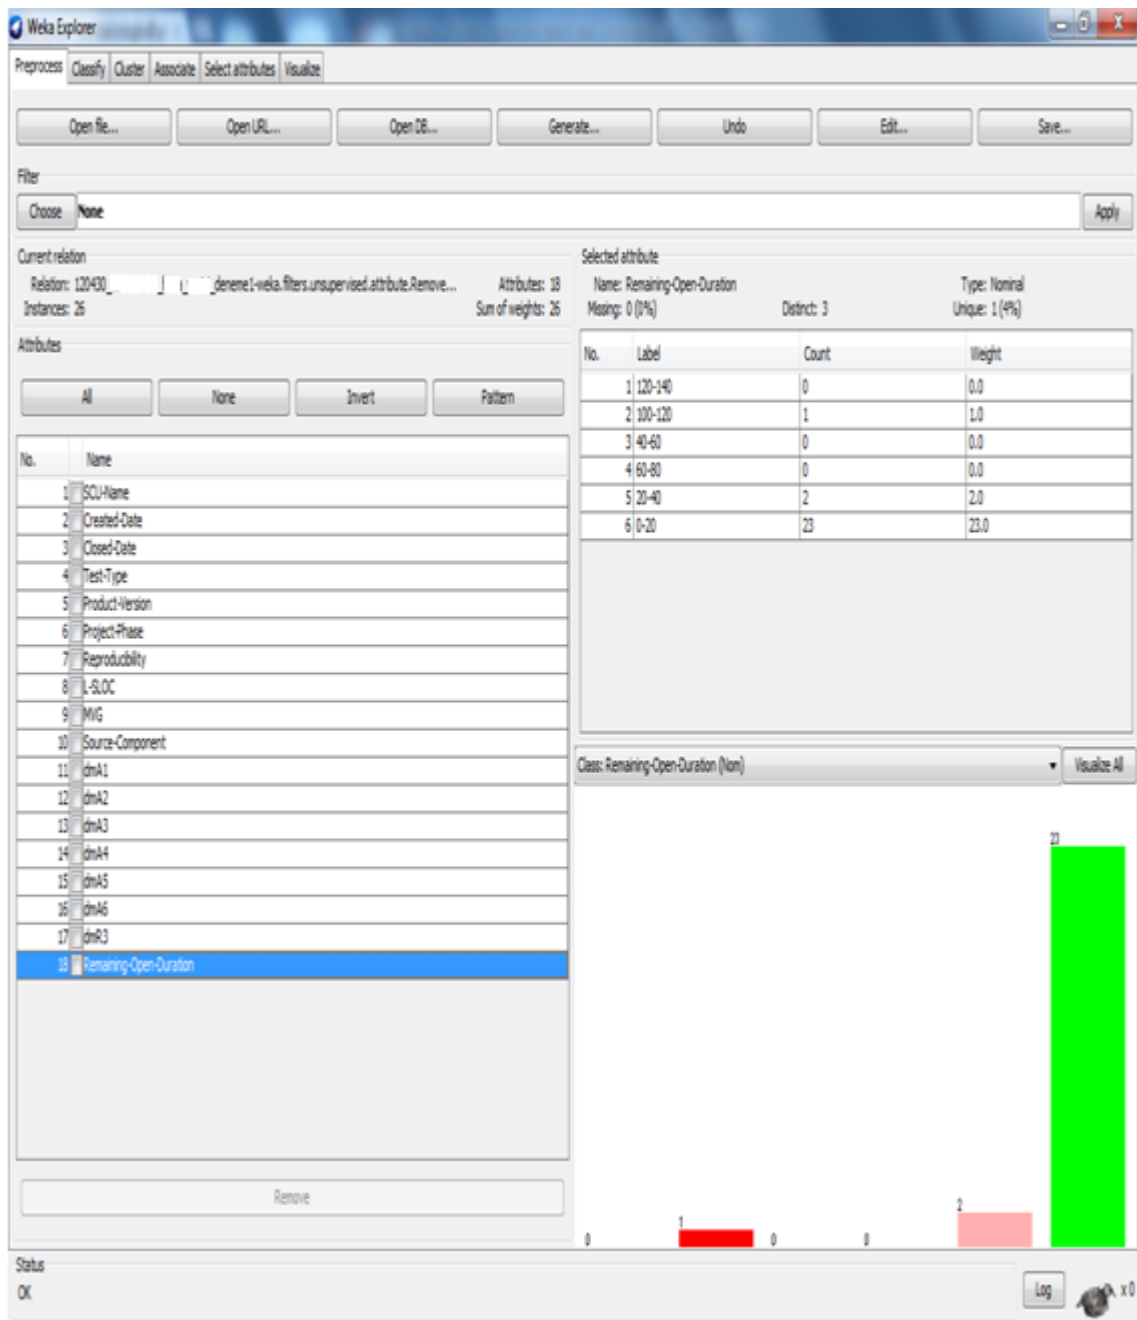 Weka Explorer
Preprocess Classify Cluster Associate Select attributes Visualize
Open file... Open URL... Open DB... Generate... Undo Edit... Save...
Filter
Choose None Apply
Current relation
Relation: 120430_ _deneme1-weka.filters.unsupervised.attribute.Remove... Attributes: 18
Instances: 26 Sum of weights: 26
Attributes
All None Invert Pattern
No. Name
1 SCU-Name
2 Created-Date
3 Closed-Date
4 Test-Type
5 Product-Version
6 Project-Phase
7 Reproducibility
8 L-SLOC
9 MVG
10 Source-Component
11 dmA1
12 dmA2
13 dmA3
14 dmA4
15 dmA5
16 dmA6
17 dmR3
18 Remaining-Open-Duration
Remove
Selected attribute
Name: Remaining-Open-Duration Type: Nominal
Missing: 0 (0%) Distinct: 3 Unique: 1 (4%)
No. Label Count Weight
1 120-140 0 0.0
2 100-120 1 1.0
3 40-60 0 0.0
4 60-80 0 0.0
5 20-40 2 2.0
6 0-20 23 23.0
Class: Remaining-Open-Duration (Nom) Visualize All
0 1 0 0 2 23
Status
OK Log x 0